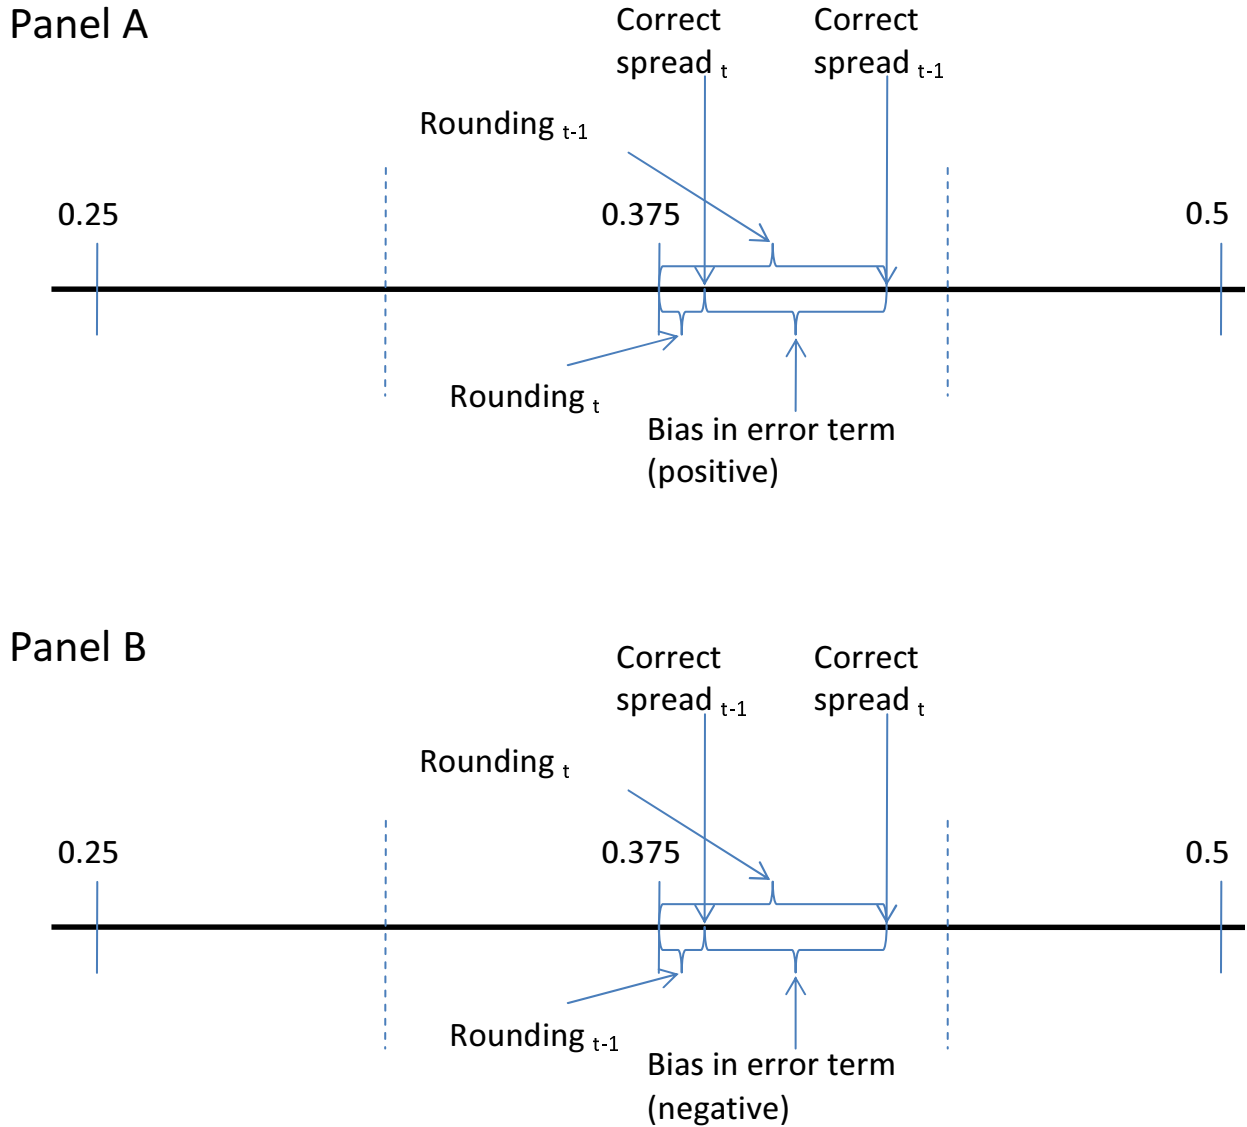 Panel A
Correct
spread t
Correct
spread t-1
Rounding t-1
0.25
0.375
0.5
Rounding t
Bias in error term
(positive)
Panel B
Correct
spread t-1
Correct
spread t
Rounding t
0.25
0.375
0.5
Rounding t-1
Bias in error term
(negative)